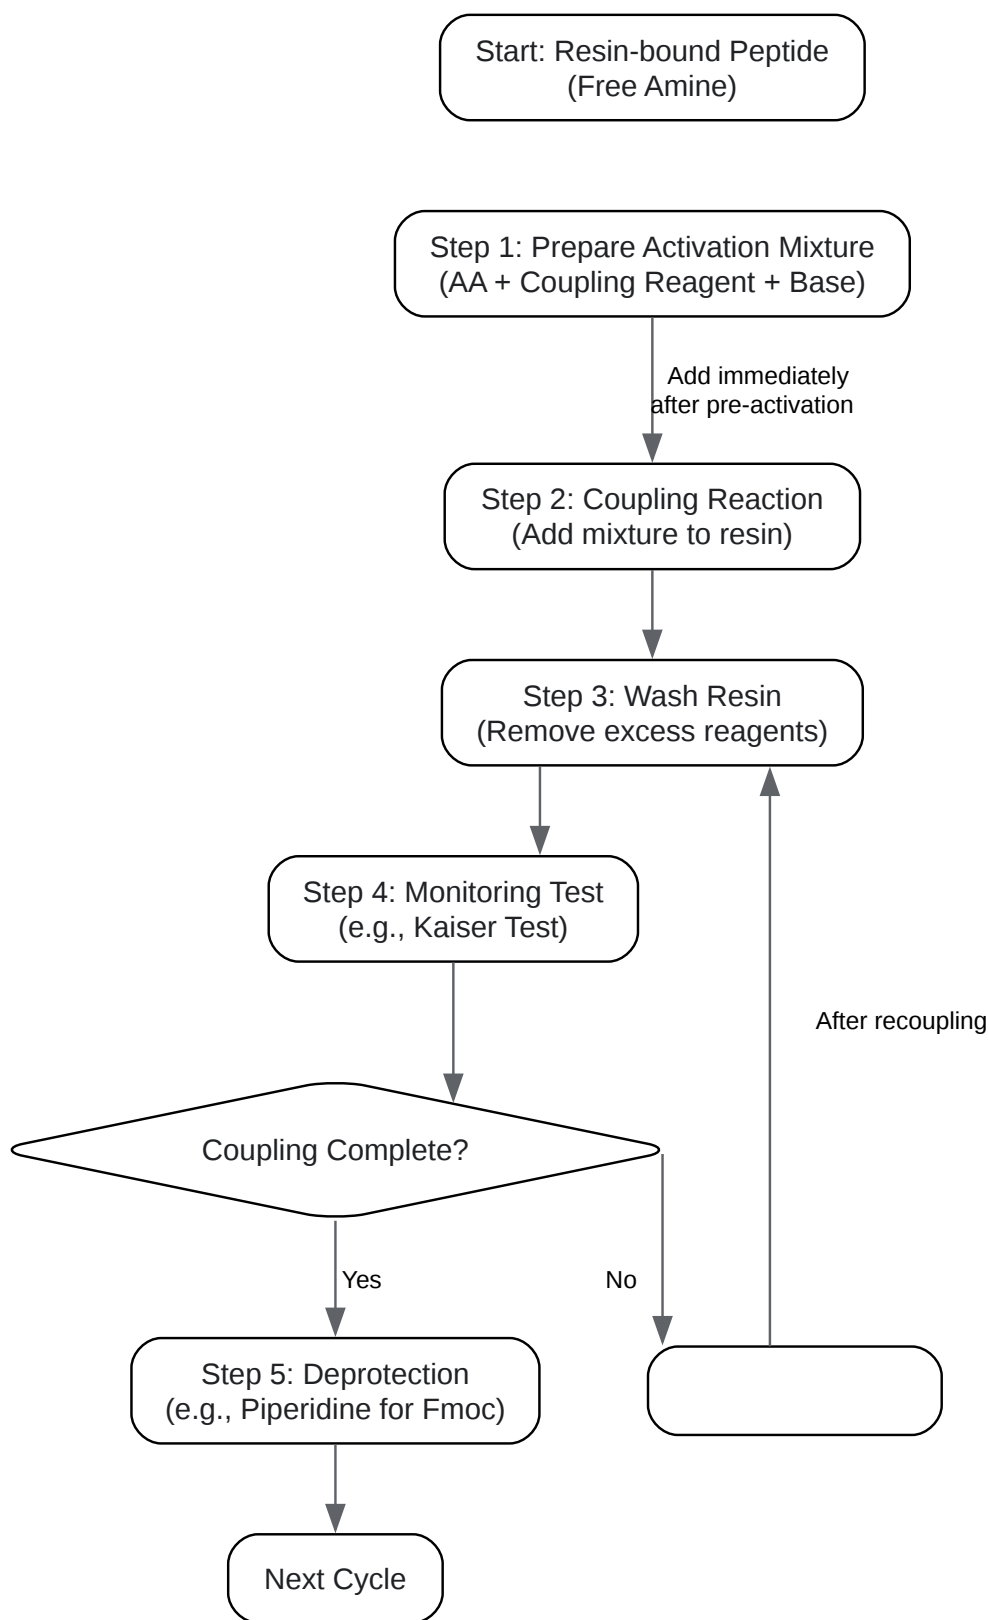 Start: Resin-bound Peptide
(Free Amine)
Step 1: Prepare Activation Mixture
(AA + Coupling Reagent + Base)
Add immediately
after pre-activation
Step 2: Coupling Reaction
(Add mixture to resin)
Step 3: Wash Resin
(Remove excess reagents)
Step 4: Monitoring Test
(e.g., Kaiser Test)
After recoupling
Coupling Complete?
Yes
No
Step 5: Deprotection
(e.g., Piperidine for Fmoc)
Next Cycle